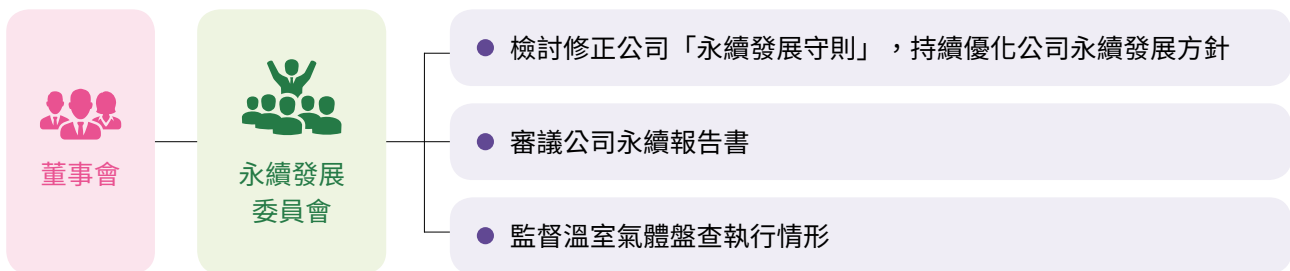 董事會
永續發展
委員會
檢討修正公司「永續發展守則」，持續優化公司永續發展方針
審議公司永續報告書
監督溫室氣體盤查執行情形